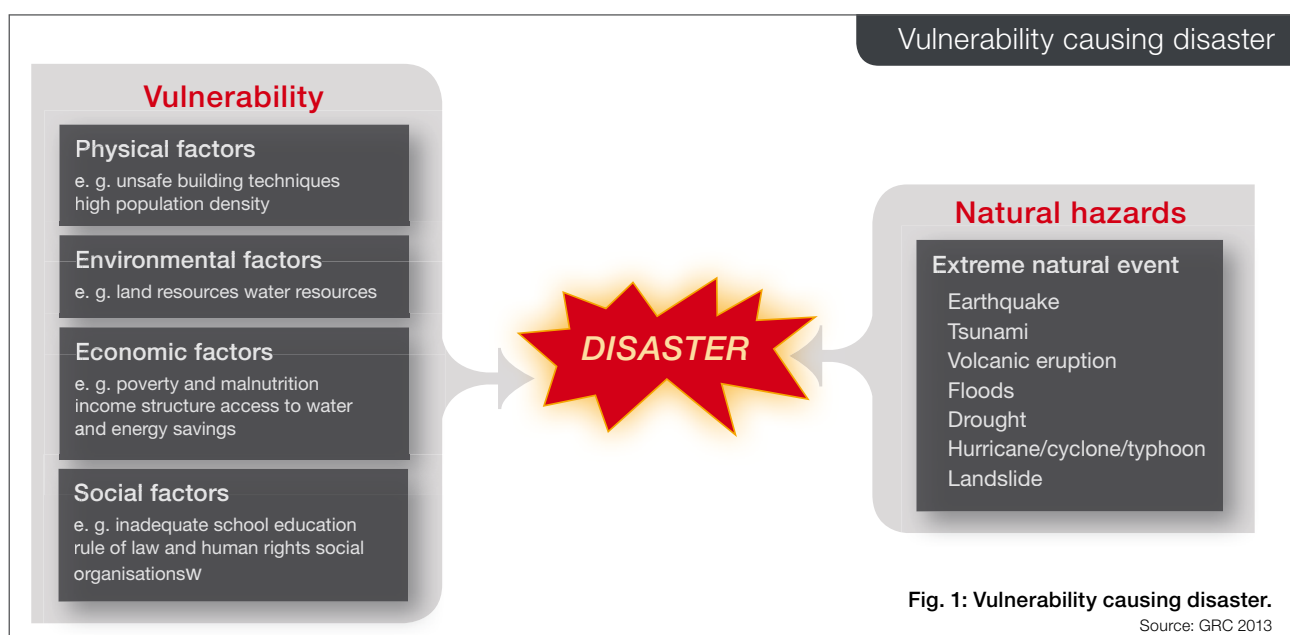 Vulnerability causing disaster
Vulnerability
Physical factors
e. g. unsafe building techniques
high population density
Environmental factors
e. g. land resources water resources
Economic factors
e. g. poverty and malnutrition
income structure access to water
and energy savings
Social factors
e. g. inadequate school education
rule of law and human rights social
organisationsw
DISASTER
Natural hazards
Extreme natural event
Earthquake
Tsunami
Volcanic eruption
Floods
Drought
Hurricane/cyclone/typhoon
Landslide
Fig. 1: Vulnerability causing disaster.
Source: GRC 2013